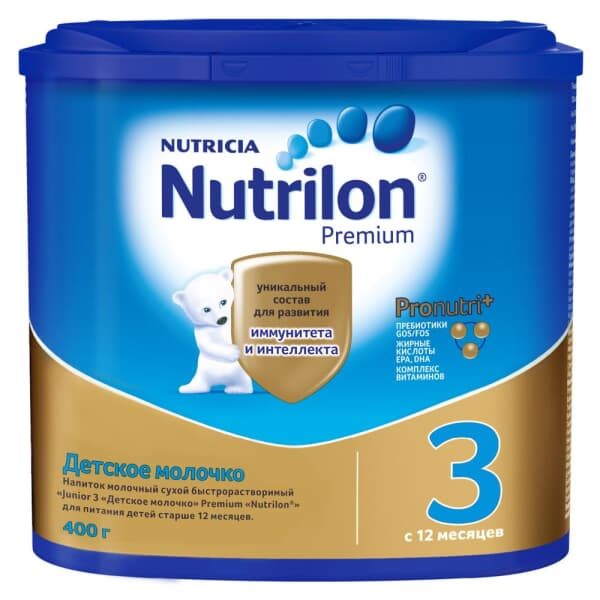 NUTRICIA
Nutrilon®
Premium
уникальный
состав
для развития
иммунитета
и интеллекта
Pronutri+
ПРЕБИОТИКИ
GOS/FOS
ЖИРНЫЕ
КИСЛОТЫ
EPA, DHA
КОМПЛЕКС
ВИТАМИНОВ
Детское молочко
Напиток молочный сухой быстрорастворимый
«Junior 3 «Детское молочко» Premium «Nutrilon®»
для питания детей старше 12 месяцев.
400 г
3
с 12 месяцев